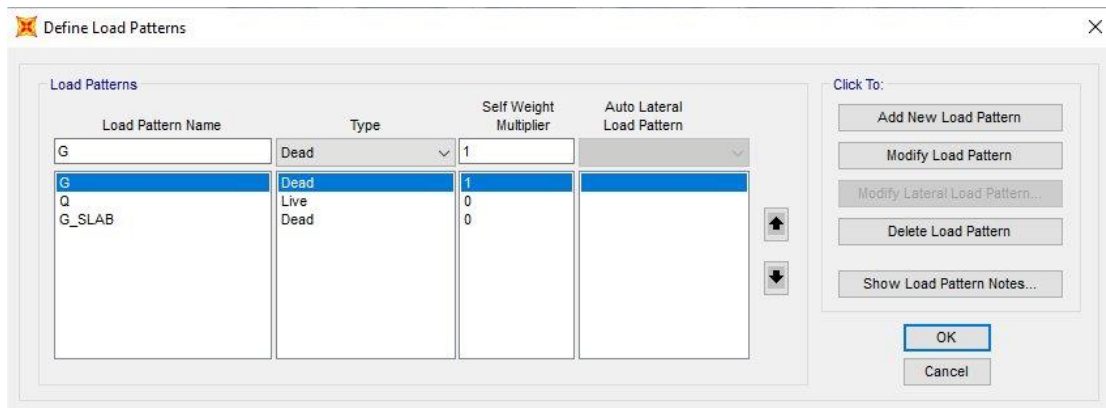 Define Load Patterns
Load Patterns
Click To:
Load Pattern Name Type Self Weight Multiplier Auto Lateral Load Pattern
G Dead 1
G Dead 1
Q Live 0
G_SLAB Dead 0
Add New Load Pattern
Modify Load Pattern
Modify Lateral Load Pattern...
Delete Load Pattern
Show Load Pattern Notes...
OK
Cancel